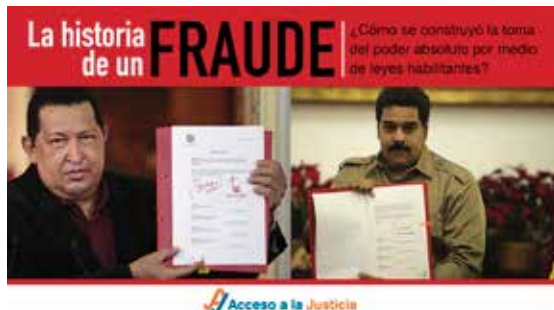 La historia
de un
FRAUDE
¿Cómo se construyó la toma
del poder absoluto por medio
de leyes habilitantes?
Acceso a la Justicia